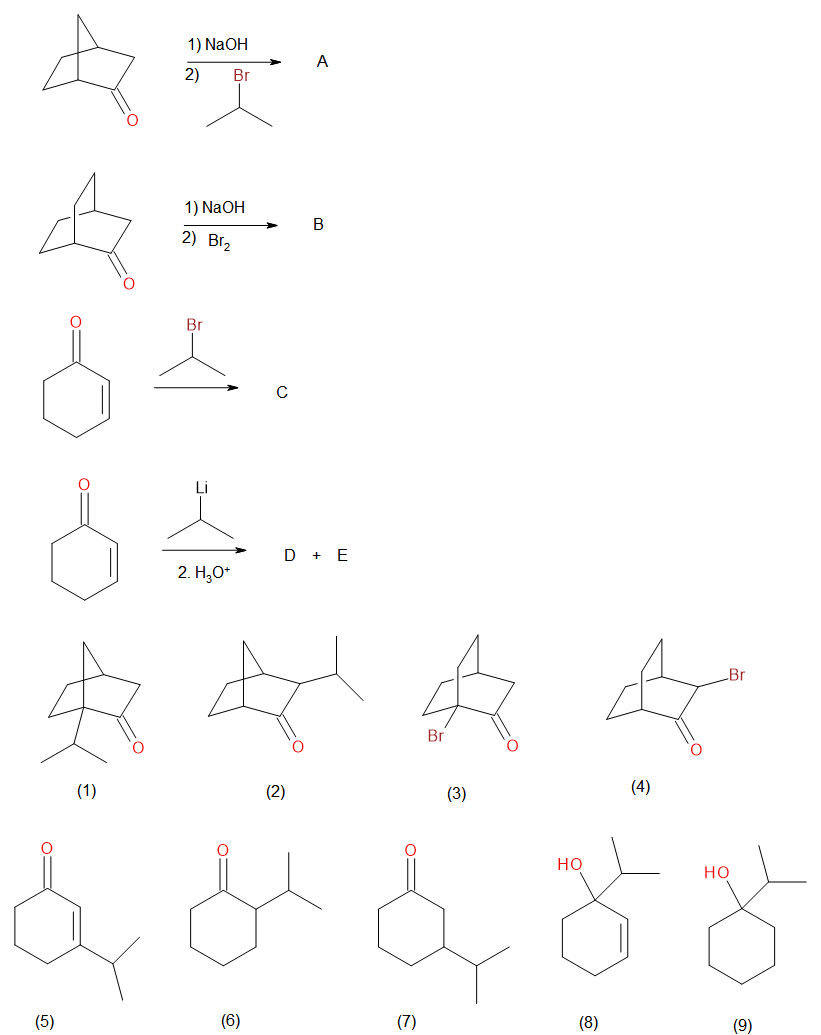 1) NaOH
2) Br
A
O
1) NaOH
2) Br2
B
O
O
Br
C
O
Li
2. H3O+
D + E
O
(1)
O
(2)
Br
O
(3)
Br
O
(4)
O
(5)
O
(6)
O
(7)
HO
(8)
HO
(9)